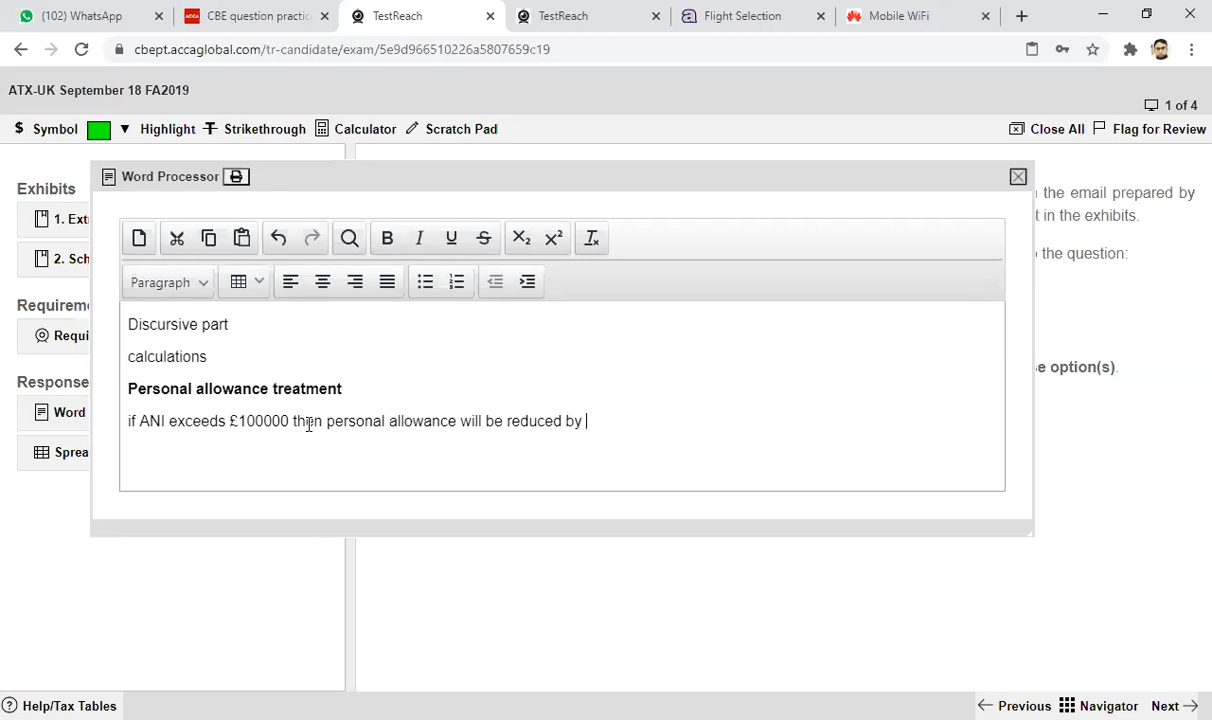 (102) WhatsApp
CBE question practic
TestReach
TestReach
Flight Selection
Mobile WiFi
cbept.accaglobal.com/tr-candidate/exam/5e9d966510226a5807659c19
ATX-UK September 18 FA2019
1 of 4
$ Symbol Highlight Strikethrough Calculator Scratch Pad
Close All Flag for Review
Exhibits
1. Ext
2. Sch
Requireme
Requi
Response
Word
Sprea
Word Processor
Paragraph
Discursive part
calculations
Personal allowance treatment
if ANI exceeds £100000 then personal allowance will be reduced by
n the email prepared by
t in the exhibits.
o the question:
e option(s).
Help/Tax Tables
Previous Navigator Next